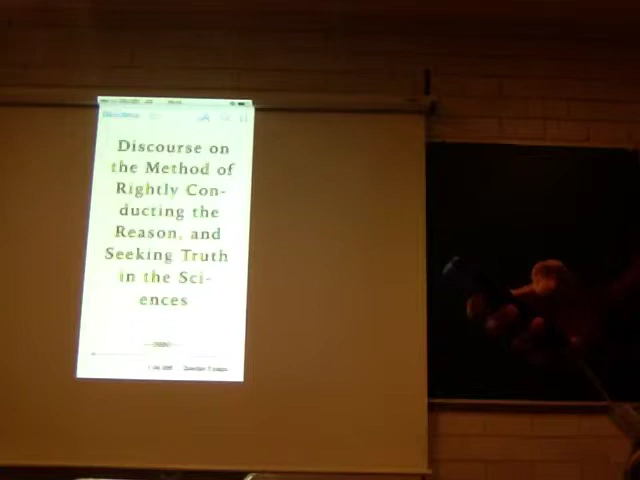 Discourse on
the Method of
Rightly Con-
ducting the
Reason, and
Seeking Truth
in the Sci-
ences